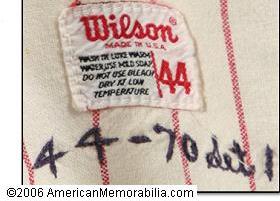 Wilson
MADE IN U.S.A.
WASH IN LUKE WARM
WATER USE MILD SOAP
DO NOT USE BLEACH
DRY AT LOW
TEMPERATURE
44
44-70 set 1
©2006 AmericanMemorabilia.com